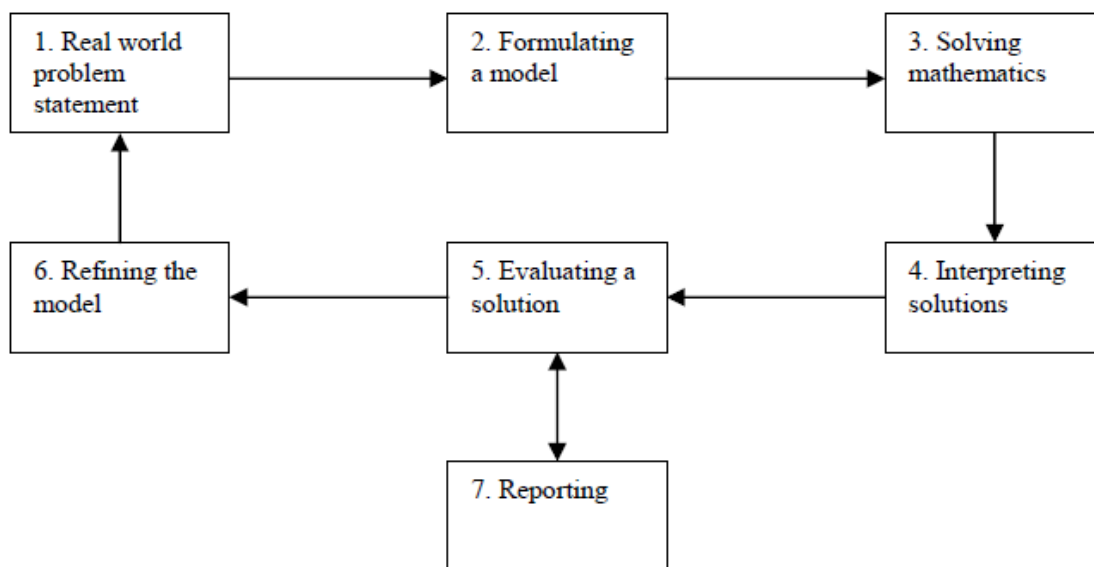 1. Real world
problem
statement
2. Formulating
a model
3. Solving
mathematics
4. Interpreting
solutions
5. Evaluating a
solution
6. Refining the
model
7. Reporting